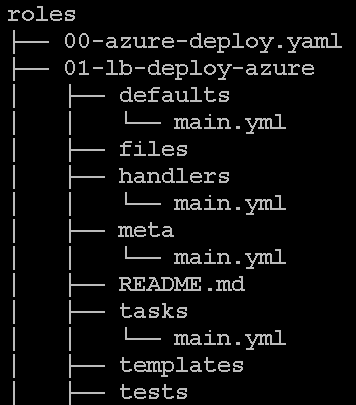 roles
├── 00-azure-deploy.yaml
├── 01-lb-deploy-azure
│   ├── defaults
│   │   └── main.yml
│   ├── files
│   ├── handlers
│   │   └── main.yml
│   ├── meta
│   │   └── main.yml
│   ├── README.md
│   ├── tasks
│   │   └── main.yml
│   ├── templates
│   ├── tests